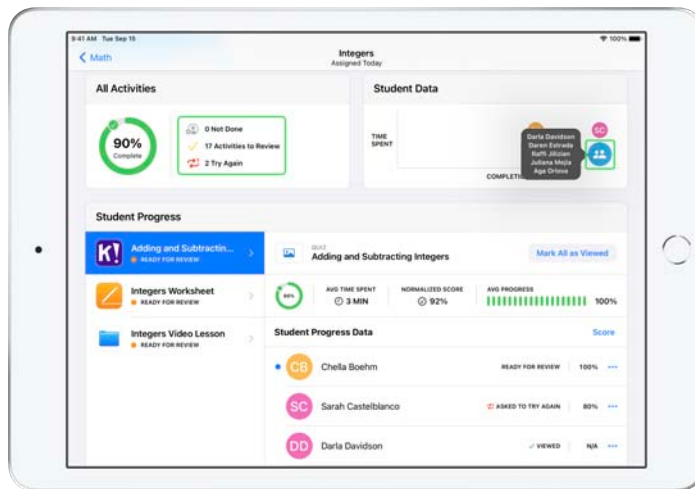 9:41 AM Tue Sep 15
100%
Math
Integers
Assigned Today
All Activities
90%
Complete
0 Not Done
17 Activities to Review
2 Try Again
Student Data
TIME
SPENT
SC
Darla Davidson
Daren Estrada
Raffi Jilizian
Juliana Mejia
Aga Orlova
Student Progress
K!
Adding and Subtractin...
READY FOR REVIEW
Integers Worksheet
READY FOR REVIEW
Integers Video Lesson
READY FOR REVIEW
QUIZ
Adding and Subtracting Integers
Mark All as Viewed
AVG TIME SPENT
3 MIN
NORMALIZED SCORE
92%
AVG PROGRESS
100%
Student Progress Data
Score
CB
Chella Boehm
READY FOR REVIEW
100%
SC
Sarah Castelblanco
ASKED TO TRY AGAIN
80%
DD
Darla Davidson
VIEWED
N/A